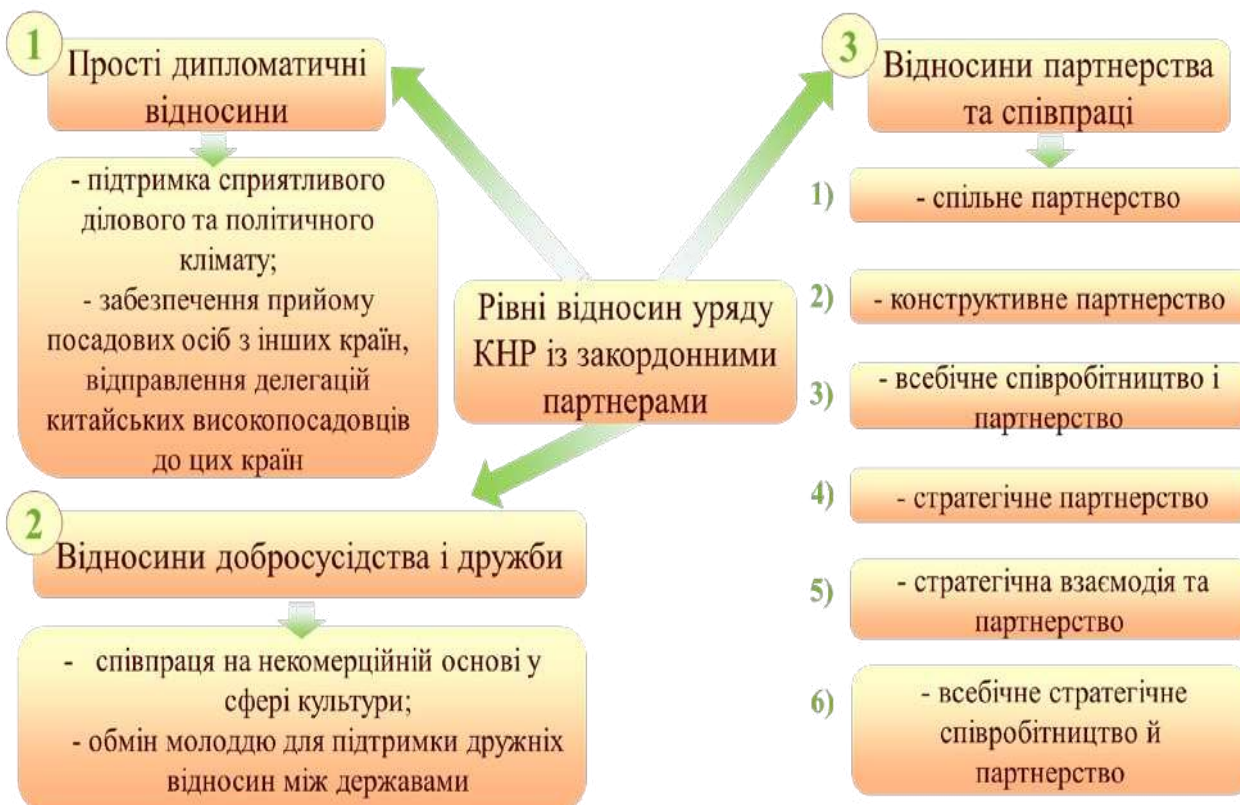 1
Прості дипломатичні
відносини
- підтримка сприятливого
ділового та політичного
клімату;
- забезпечення прийому
посадових осіб з інших країн,
відправлення делегацій
китайських високопосадовців
до цих країн
Рівні відносин уряду
КНР із закордонними
партнерами
2
Відносини добросусідства і дружби
- співпраця на некомерційній основі у
сфері культури;
- обмін молоддю для підтримки дружніх
відносин між державами
3
Відносини партнерства
та співпраці
1) - спільне партнерство
2) - конструктивне партнерство
3) - всебічне співробітництво і
партнерство
4) - стратегічне партнерство
5) - стратегічна взаємодія та
партнерство
6) - всебічне стратегічне
співробітництво й
партнерство